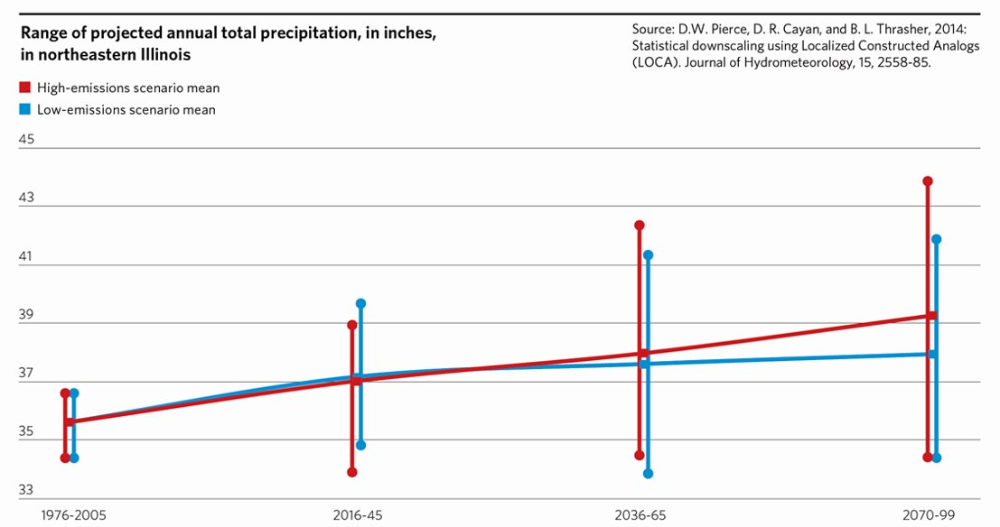 Range of projected annual total precipitation, in inches,
in northeastern Illinois
Source: D.W. Pierce, D. R. Cayan, and B. L. Thrasher, 2014:
Statistical downscaling using Localized Constructed Analogs
(LOCA). Journal of Hydrometeorology, 15, 2558-85.
High-emissions scenario mean
Low-emissions scenario mean
45
43
41
39
37
35
33
1976-2005
2016-45
2036-65
2070-99